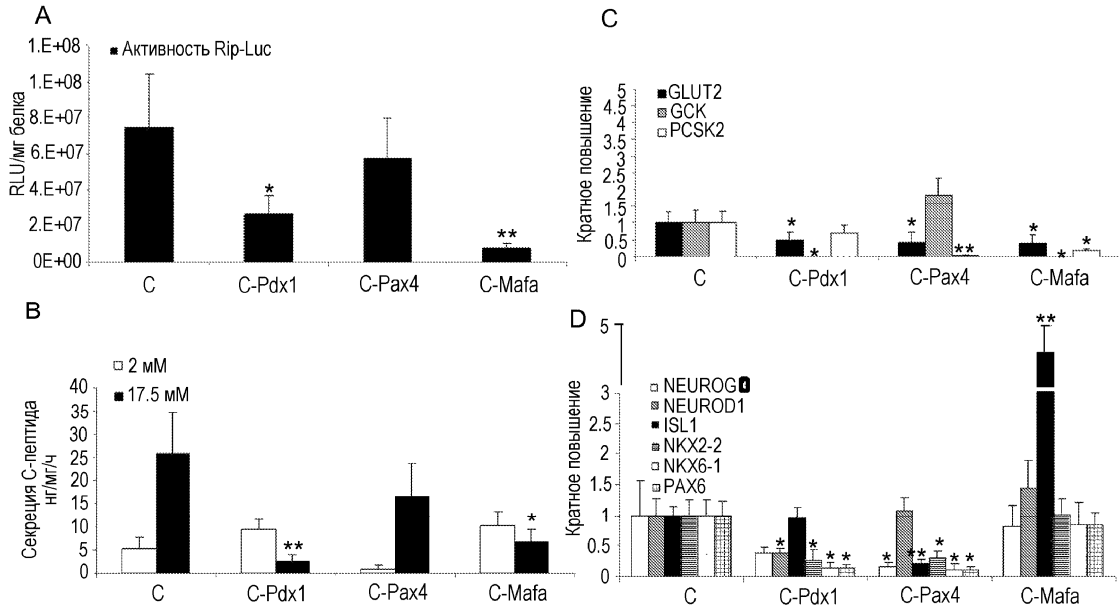 A
■ Активность Rip-Luc
RLU/мг белка
1.E+08
1.E+08
8.E+07
6.E+07
4.E+07
2.E+07
0E+00
*
**
C
C-Pdx1
C-Pax4
C-Mafa
B
2 мМ
17.5 мМ
Секреция С-пептида
нг/мг/ч
40
35
30
25
20
15
10
5
0
**
*
C
C-Pdx1
C-Pax4
C-Mafa
C
GLUT2
GCK
PCSK2
Кратное повышение
5
4.5
4
3.5
3
2.5
2
1.5
1
0.5
0
* *
* **
* * *
C
C-Pdx1
C-Pax4
C-Mafa
D
NEUROG
NEUROD1
ISL1
NKX2-2
NKX6-1
PAX6
Кратное повышение
5
3
2
1.5
1
0.5
0
* * * *
* ** * * *
**
C
C-Pdx1
C-Pax4
C-Mafa